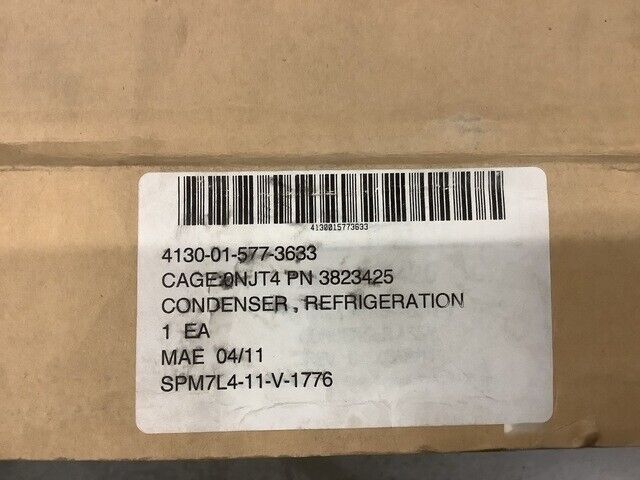 4130015773633
4130-01-577-3633
CAGE:0NJT4 PN 3823425
CONDENSER , REFRIGERATION
1 EA
MAE 04/11
SPM7L4-11-V-1776